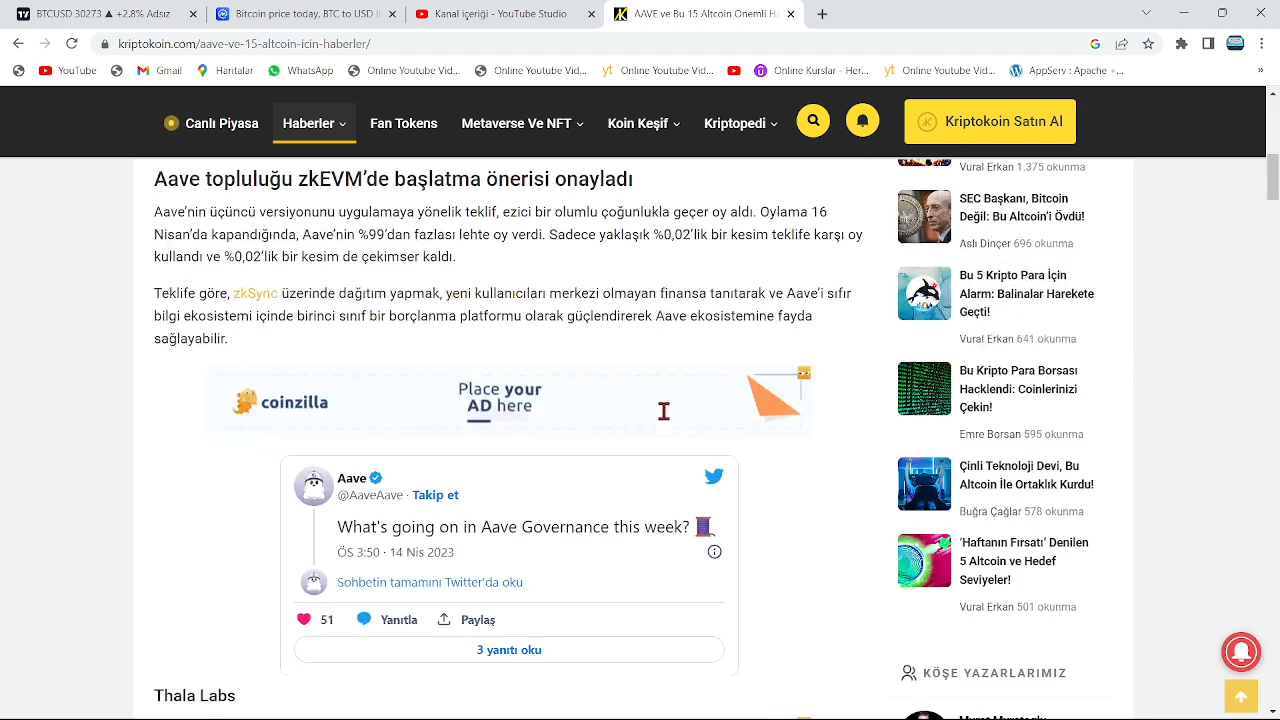 BTCUSD 30273 ▲ +2.8% Adsız
Bitcoin price today, BTC to USD l
Kanal içeriği - YouTube Studio
AAVE ve Bu 15 Altcoin Önemli Ha
kriptokoin.com/aave-ve-15-altcoin-icin-haberler/
YouTube
Gmail
Haritalar
WhatsApp
Online Youtube Vid...
Online Youtube Vid...
Online Youtube Vid...
Online Kurslar - Her...
Online Youtube Vid...
AppServ : Apache +...
Canlı Piyasa
Haberler
Fan Tokens
Metaverse Ve NFT
Koin Keşif
Kriptopedi
Kriptokoin Satın Al
Aave topluluğu zkEVM'de başlatma önerisi onayladı
Aave'nin üçüncü versiyonunu uygulamaya yönelik teklif, ezici bir olumlu çoğunlukla geçer oy aldı. Oylama 16
Nisan'da kapandığında, Aave'nin %99'dan fazlası lehte oy verdi. Sadece yaklaşık %0,02'lik bir kesim teklife karşı oy
kullandı ve %0,02'lik bir kesim de çekimser kaldı.
Teklife göre, zkSync üzerinde dağıtım yapmak, yeni kullanıcıları merkezi olmayan finansa tanıtarak ve Aave'i sıfır
bilgi ekosistemi içinde birinci sınıf bir borçlanma platformu olarak güçlendirerek Aave ekosistemine fayda
sağlayabilir.
coinzilla
Place your
AD here
Aave
@AaveAave · Takip et
What's going on in Aave Governance this week?
ÖS 3:50 · 14 Nis 2023
Sohbetin tamamını Twitter'da oku
51
Yanıtla
Paylaş
3 yanıtı oku
Thala Labs
Vural Erkan 1.375 okunma
SEC Başkanı, Bitcoin
Değil: Bu Altcoin'i Övdü!
Aslı Dinçer 696 okunma
Bu 5 Kripto Para İçin
Alarm: Balinalar Harekete
Geçti!
Vural Erkan 641 okunma
Bu Kripto Para Borsası
Hacklendi: Coinlerinizi
Çekin!
Emre Borsan 595 okunma
Çinli Teknoloji Devi, Bu
Altcoin İle Ortaklık Kurdu!
Buğra Çağlar 578 okunma
'Haftanın Fırsatı' Denilen
5 Altcoin ve Hedef
Seviyeler!
Vural Erkan 501 okunma
KÖŞE YAZARLARIMIZ